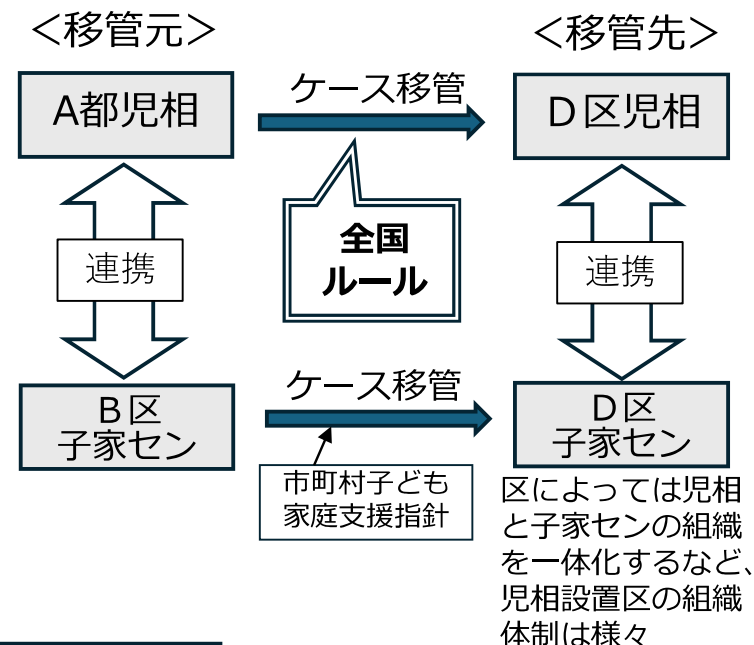 ＜移管元＞
＜移管先＞
A都児相
ケース移管
Ｄ区児相
全国
ルール
連携
連携
ケース移管
Ｂ区
子家セン
Ｄ区
子家セン
市町村子ども
家庭支援指針
区によっては児相
と子家センの組織
を一体化するなど、
児相設置区の組織
体制は様々